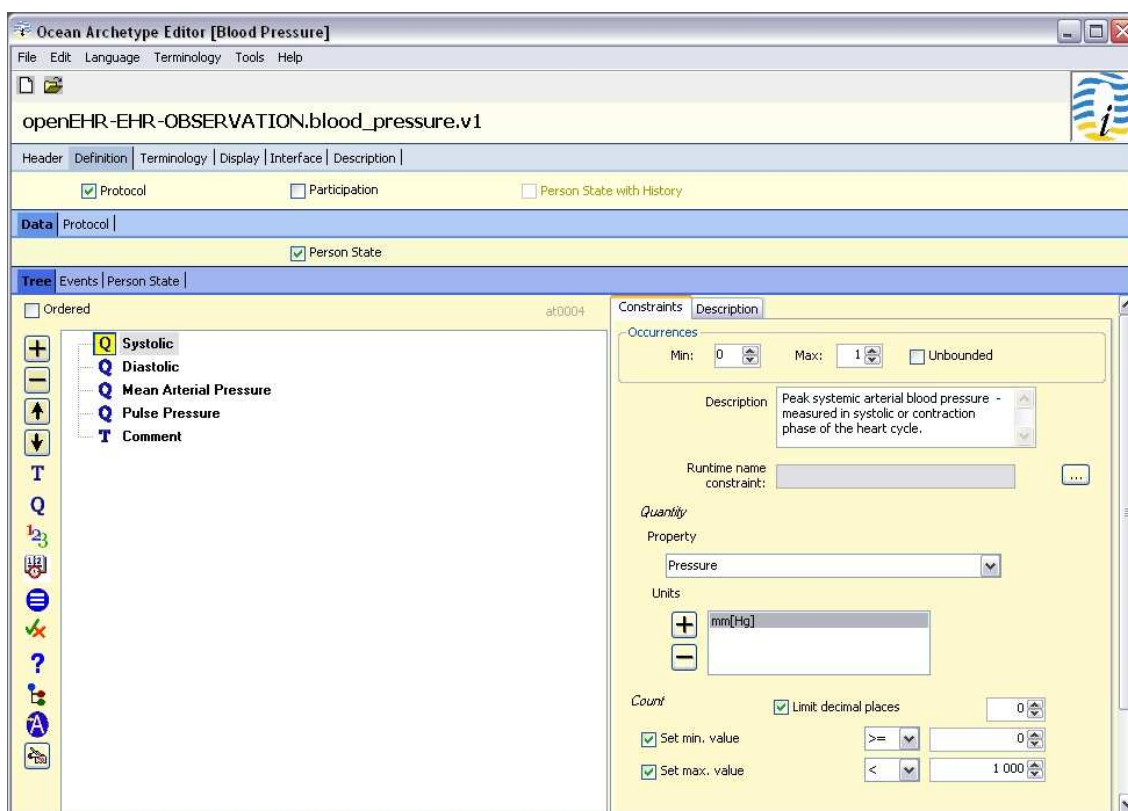 Ocean Archetype Editor [Blood Pressure]
File Edit Language Terminology Tools Help
openEHR-EHR-OBSERVATION.blood_pressure.v1
Header Definition Terminology Display Interface Description
Protocol Participation Person State with History
Data Protocol
Person State
Tree Events Person State
Ordered at0004
Constraints Description
Occurrences
Min: 0 Max: 1 Unbounded
Q Systolic
Q Diastolic
Q Mean Arterial Pressure
Q Pulse Pressure
T Comment
T
Q
123
?
A
Description Peak systemic arterial blood pressure -
measured in systolic or contraction
phase of the heart cycle.
Runtime name
constraint:
...
Quantity
Property
Pressure
Units
mm[Hg]
Count Limit decimal places 0
Set min. value >= 0
Set max. value < 1 000